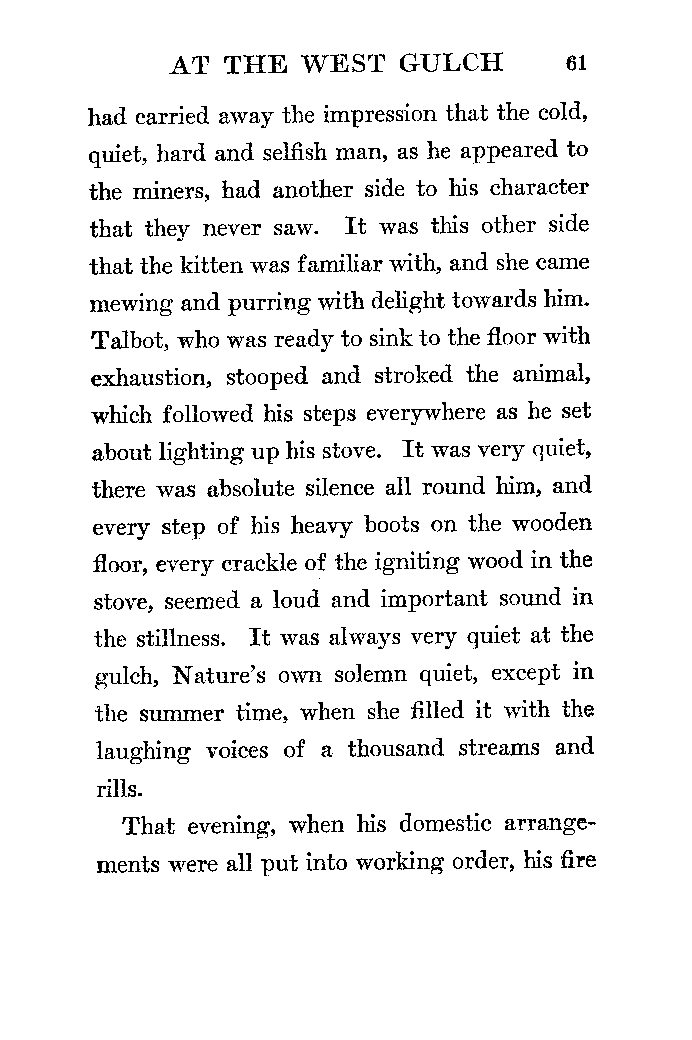 AT THE WEST GULCH 61
had carried away the impression that the cold,
quiet, hard and selfish man, as he appeared to
the miners, had another side to his character
that they never saw. It was this other side
that the kitten was familiar with, and she came
mewing and purring with delight towards him.
Talbot, who was ready to sink to the floor with
exhaustion, stooped and stroked the animal,
which followed his steps everywhere as he set
about lighting up his stove. It was very quiet,
there was absolute silence all round him, and
every step of his heavy boots on the wooden
floor, every crackle of the igniting wood in the
stove, seemed a loud and important sound in
the stillness. It was always very quiet at the
gulch, Nature's own solemn quiet, except in
the summer time, when she filled it with the
laughing voices of a thousand streams and
rills.
That evening, when his domestic arrange-
ments were all put into working order, his fire